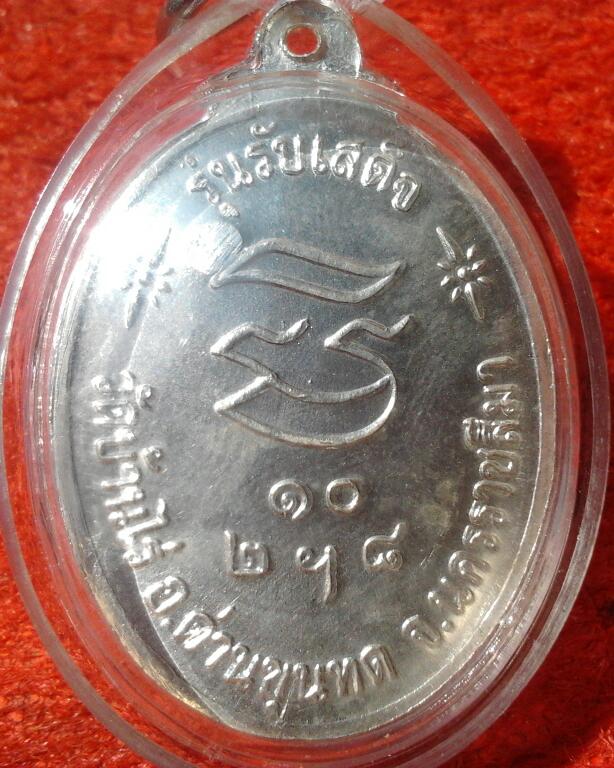 รุ่นรับเสด็จ
๑๐
๒ ฯ ๘
วัดบ้านไร่ อ.ด่านขุนทด จ.นครราชสีมา